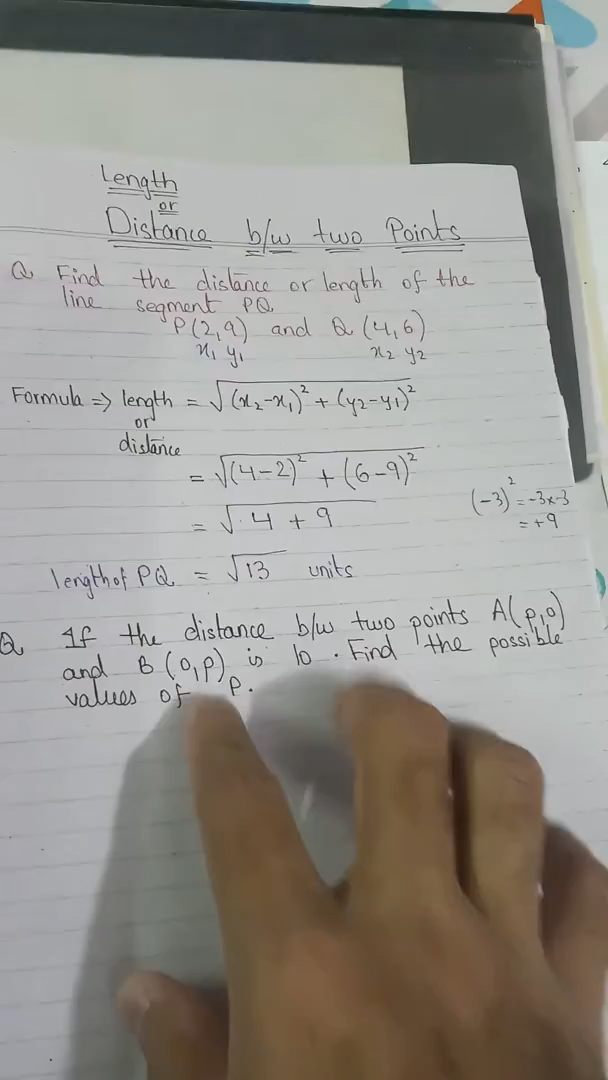 Length
or
Distance b/w two Points
Q Find the distance or length of the
line segment PQ
P(2,9) and Q (4,6)
x₁ y₁ x₂ y₂
Formula => length = √(x₂-x₁)² + (y₂-y₁)²
or
distance
= √(4-2)² + (6-9)²
(-3)² = -3x-3
= √4 + 9
= +9
length of PQ = √13 units
Q If the distance b/w two points A(p,0)
and B (0,p) is 10. Find the possible
values of p.